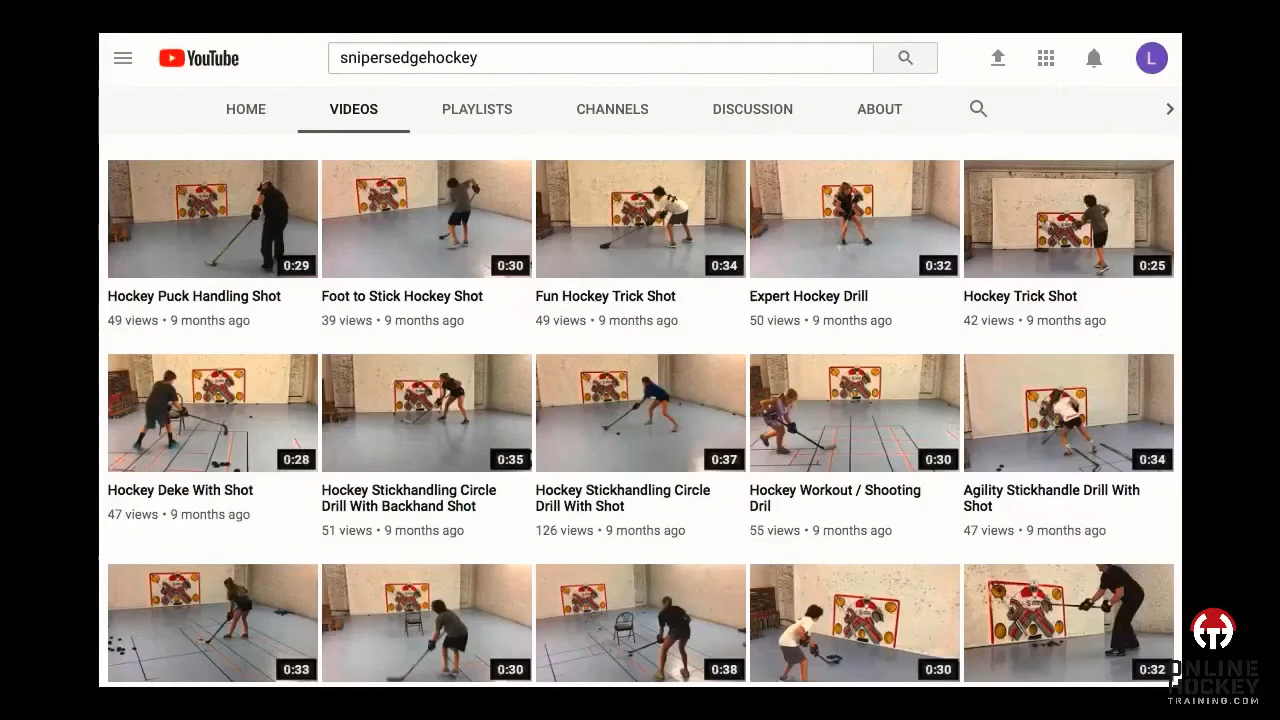 YouTube
snipersedgehockey
L
HOME VIDEOS PLAYLISTS CHANNELS DISCUSSION ABOUT
0:29 0:30 0:34 0:32 0:25
Hockey Puck Handling Shot Foot to Stick Hockey Shot Fun Hockey Trick Shot Expert Hockey Drill Hockey Trick Shot
49 views • 9 months ago 39 views • 9 months ago 49 views • 9 months ago 50 views • 9 months ago 42 views • 9 months ago
0:28 0:35 0:37 0:30 0:34
Hockey Deke With Shot Hockey Stickhandling Circle Hockey Stickhandling Circle Hockey Workout / Shooting Agility Stickhandle Drill With
Drill With Backhand Shot Drill With Shot Dril Shot
47 views • 9 months ago 51 views • 9 months ago 126 views • 9 months ago 55 views • 9 months ago 47 views • 9 months ago
0:33 0:30 0:38 0:30 0:32
ONLINE
HOCKEY
TRAINING.COM